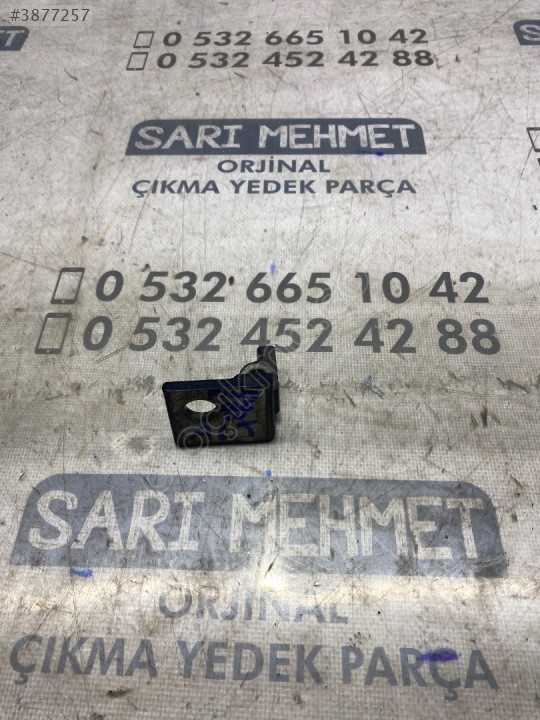 #3877257
0 532 665 10 42
0 532 452 42 88
SARI MEHMET
ORJİNAL
ÇIKMA YEDEK PARÇA
0 532 665 10 42
0 532 452 42 88
SARI MEHMET
ORJİNAL
ÇIKMA YEDEK PARÇA